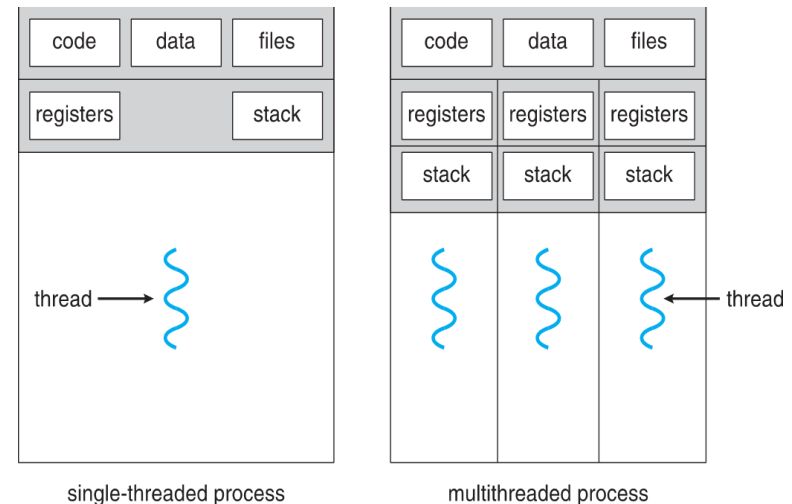 code data files
registers stack
thread
single-threaded process
code data files
registers registers registers
stack stack stack
thread
multithreaded process